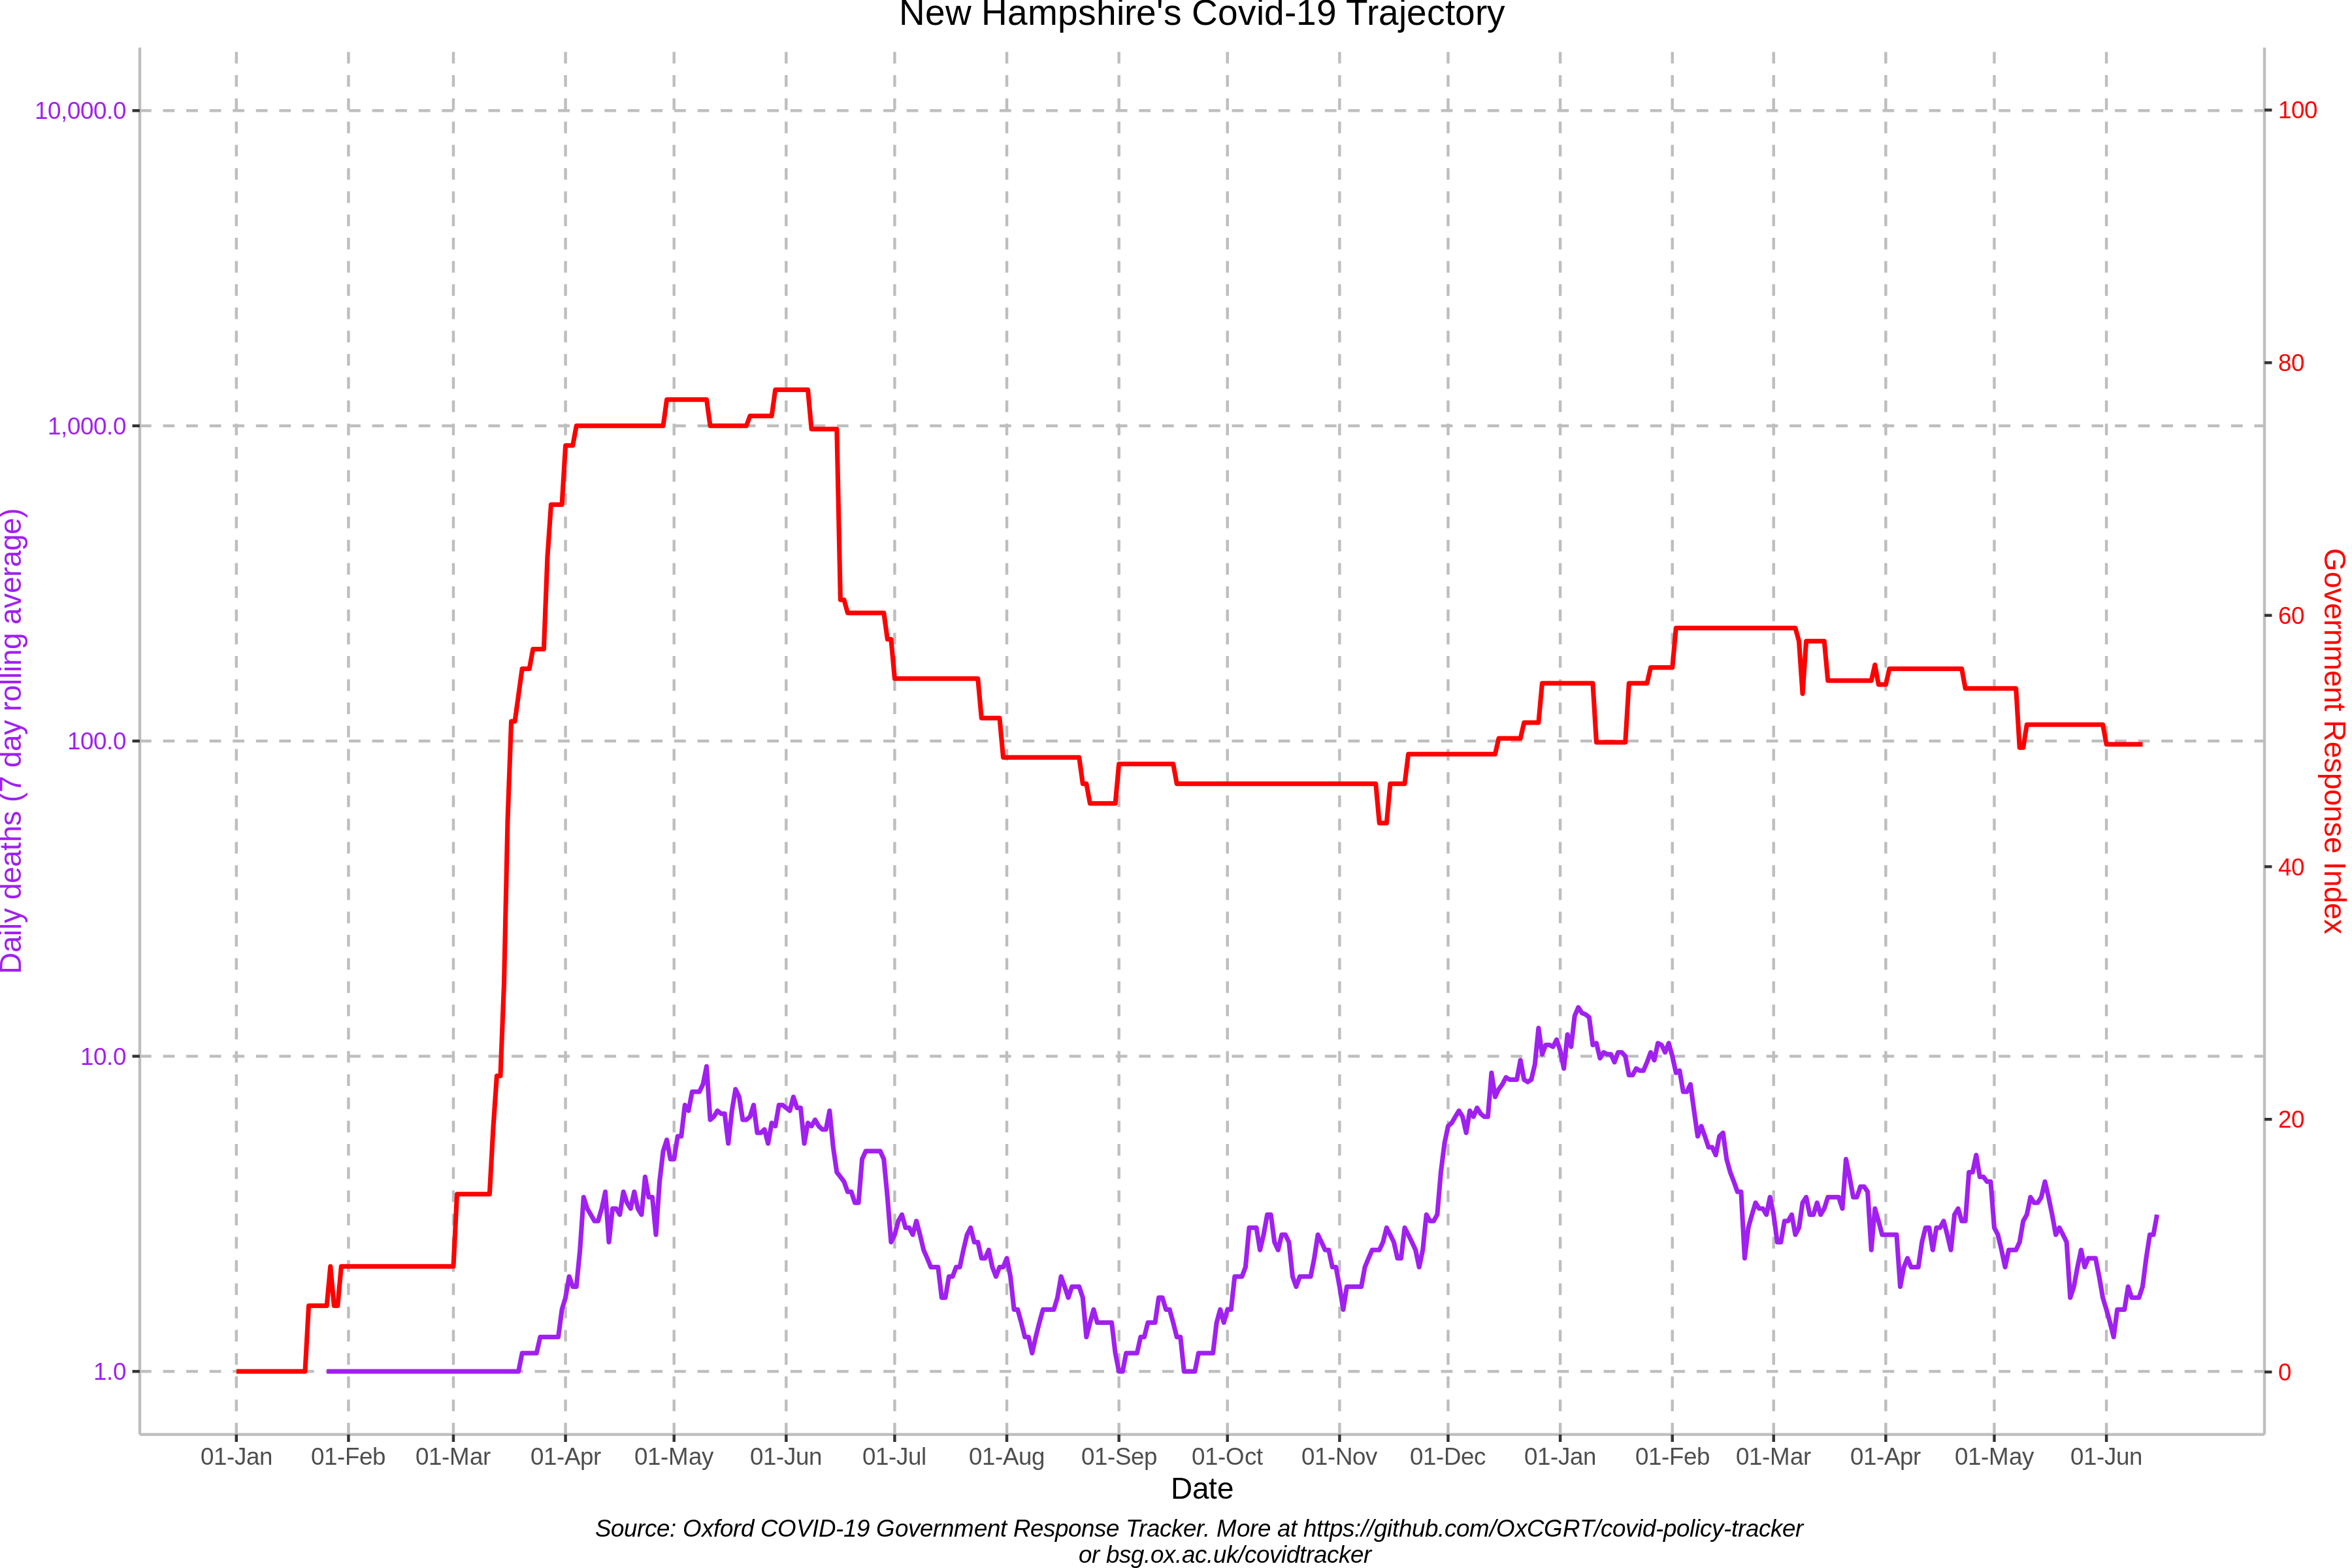 New Hampshire's Covid-19 Trajectory
Daily deaths (7 day rolling average)
10,000.0
1,000.0
100.0
10.0
1.0
100
80
60
40
20
0
Government Response Index
01-Jan 01-Feb 01-Mar 01-Apr 01-May 01-Jun 01-Jul 01-Aug 01-Sep 01-Oct 01-Nov 01-Dec 01-Jan 01-Feb 01-Mar 01-Apr 01-May 01-Jun
Date
Source: Oxford COVID-19 Government Response Tracker. More at https://github.com/OxCGRT/covid-policy-tracker
or bsg.ox.ac.uk/covidtracker